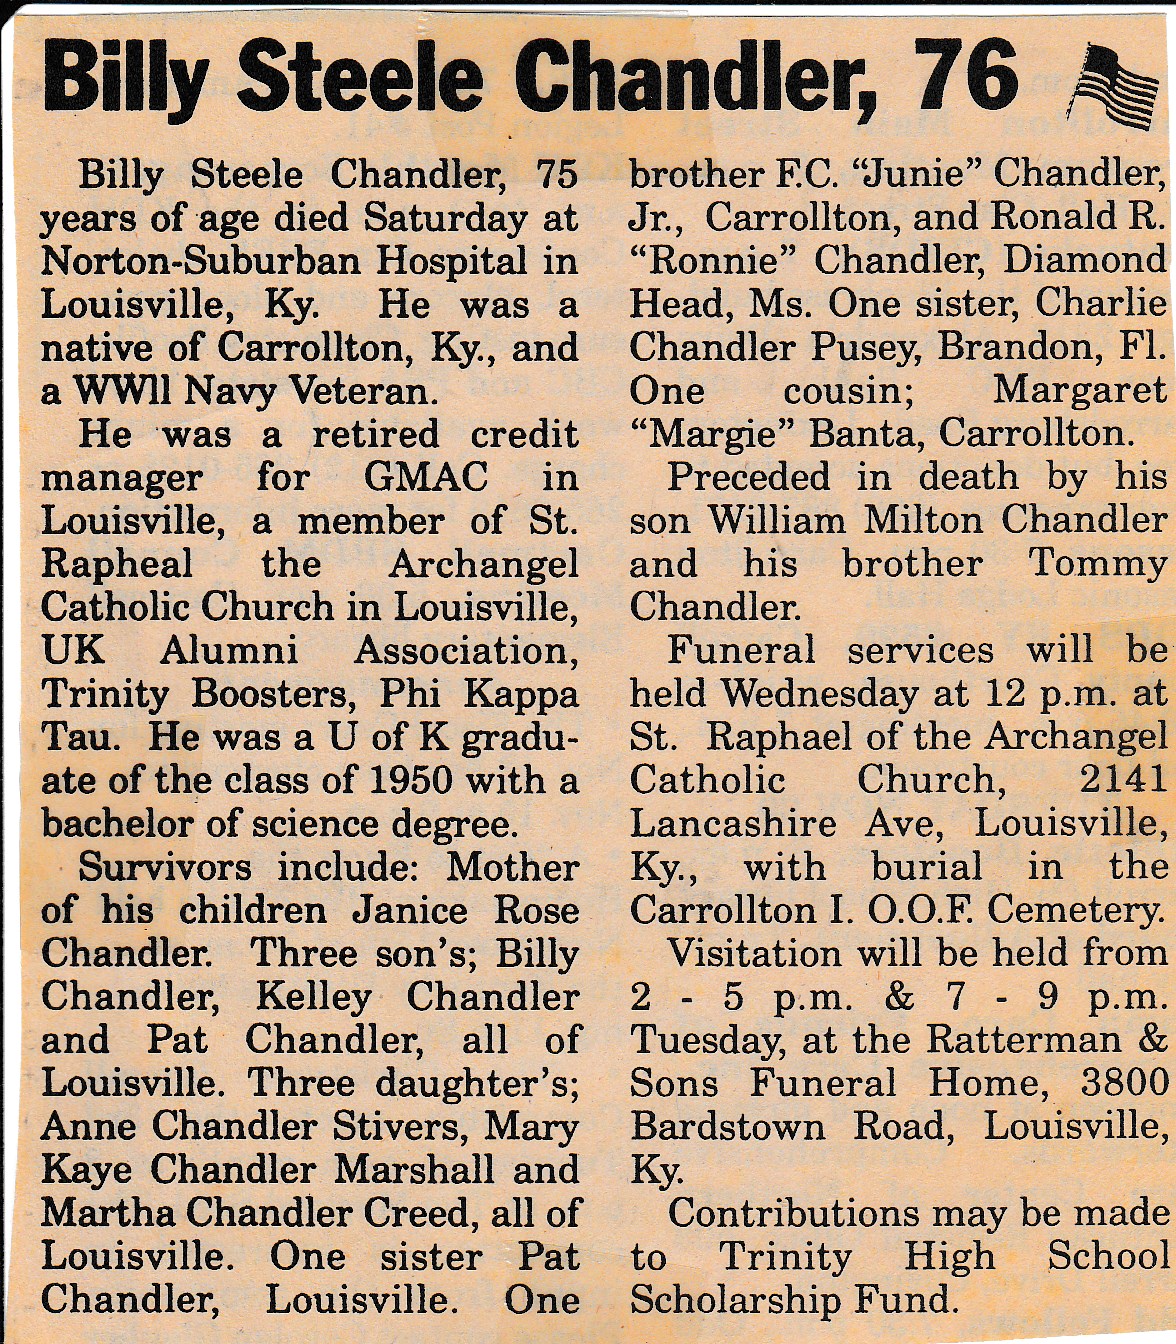 Billy Steele Chandler, 76
Billy Steele Chandler, 75
years of age died Saturday at
Norton-Suburban Hospital in
Louisville, Ky. He was a
native of Carrollton, Ky., and
a WW11 Navy Veteran.
He was a retired credit
manager for GMAC in
Louisville, a member of St.
Rapheal the Archangel
Catholic Church in Louisville,
UK Alumni Association,
Trinity Boosters, Phi Kappa
Tau. He was a U of K gradu-
ate of the class of 1950 with a
bachelor of science degree.
Survivors include: Mother
of his children Janice Rose
Chandler. Three son's; Billy
Chandler, Kelley Chandler
and Pat Chandler, all of
Louisville. Three daughter's;
Anne Chandler Stivers, Mary
Kaye Chandler Marshall and
Martha Chandler Creed, all of
Louisville. One sister Pat
Chandler, Louisville. One
brother F.C. "Junie" Chandler,
Jr., Carrollton, and Ronald R.
"Ronnie" Chandler, Diamond
Head, Ms. One sister, Charlie
Chandler Pusey, Brandon, Fl.
One cousin; Margaret
"Margie" Banta, Carrollton.
Preceded in death by his
son William Milton Chandler
and his brother Tommy
Chandler.
Funeral services will be
held Wednesday at 12 p.m. at
St. Raphael of the Archangel
Catholic Church, 2141
Lancashire Ave, Louisville,
Ky., with burial in the
Carrollton I. O.O.F. Cemetery.
Visitation will be held from
2 - 5 p.m. & 7 - 9 p.m.
Tuesday, at the Ratterman &
Sons Funeral Home, 3800
Bardstown Road, Louisville,
Ky.
Contributions may be made
to Trinity High School
Scholarship Fund.